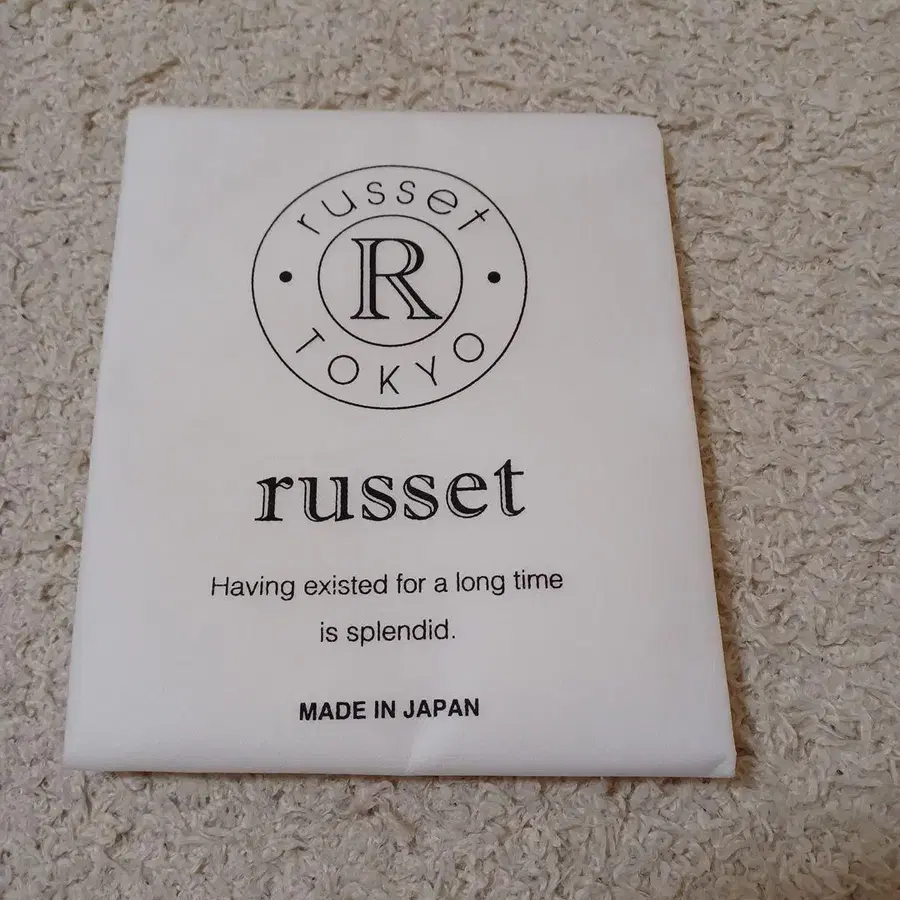 russet
R
TOKYO
russet
Having existed for a long time
is splendid.
MADE IN JAPAN